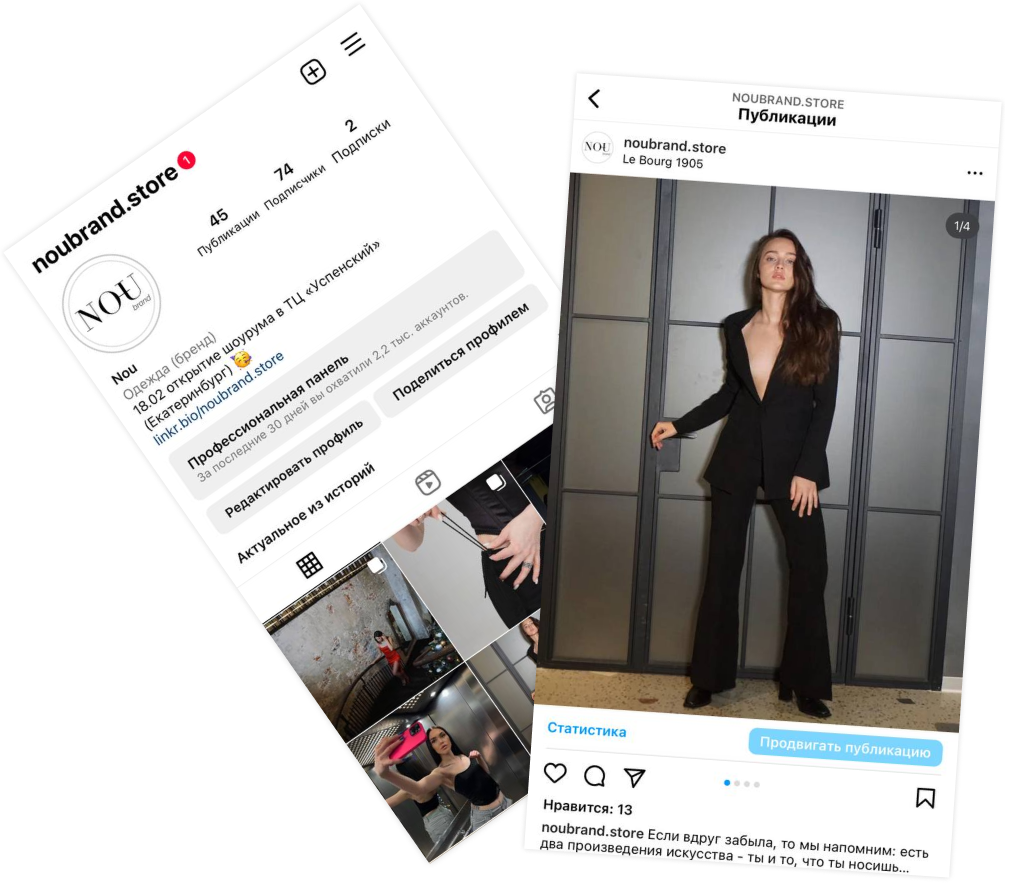 noubrand.store 1
NOU
brand
45
Публикации
74
Подписчики
2
Подписки
Nou
Одежда (бренд)
18.02 открытие шоурума в ТЦ «Успенский»
(Екатеринбург) 🥳
linkr.bio/noubrand.store
Профессиональная панель
За последние 30 дней вы охватили 2,2 тыс. аккаунтов.
Редактировать профиль
Поделиться профилем
Актуальное из историй
NOUBRAND.STORE
Публикации
NOU
noubrand.store
Le Bourg 1905
1/4
Статистика
Продвигать публикацию
Нравится: 13
noubrand.store Если вдруг забыла, то мы напомним: есть
два произведения искусства - ты и то, что ты носишь...